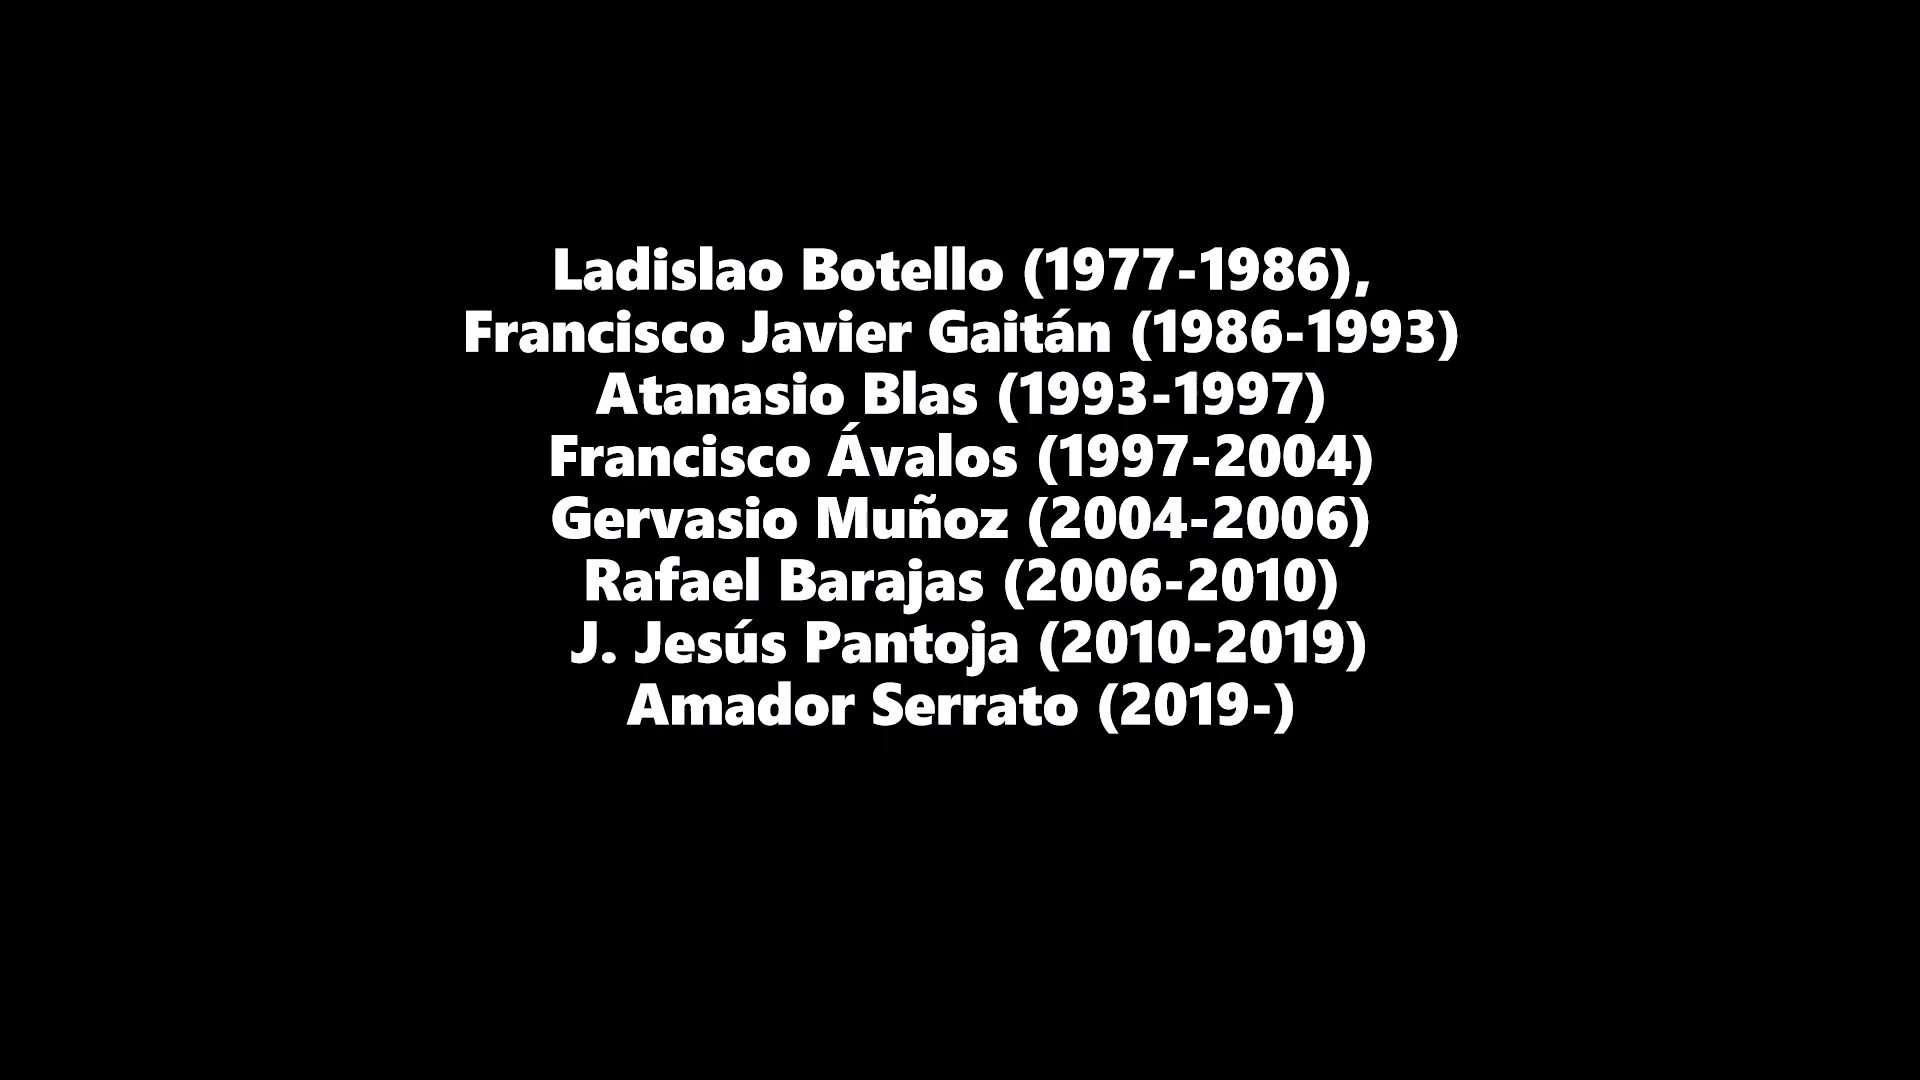 Ladislao Botello (1977-1986),
Francisco Javier Gaitán (1986-1993)
Atanasio Blas (1993-1997)
Francisco Ávalos (1997-2004)
Gervasio Muñoz (2004-2006)
Rafael Barajas (2006-2010)
J. Jesús Pantoja (2010-2019)
Amador Serrato (2019-)